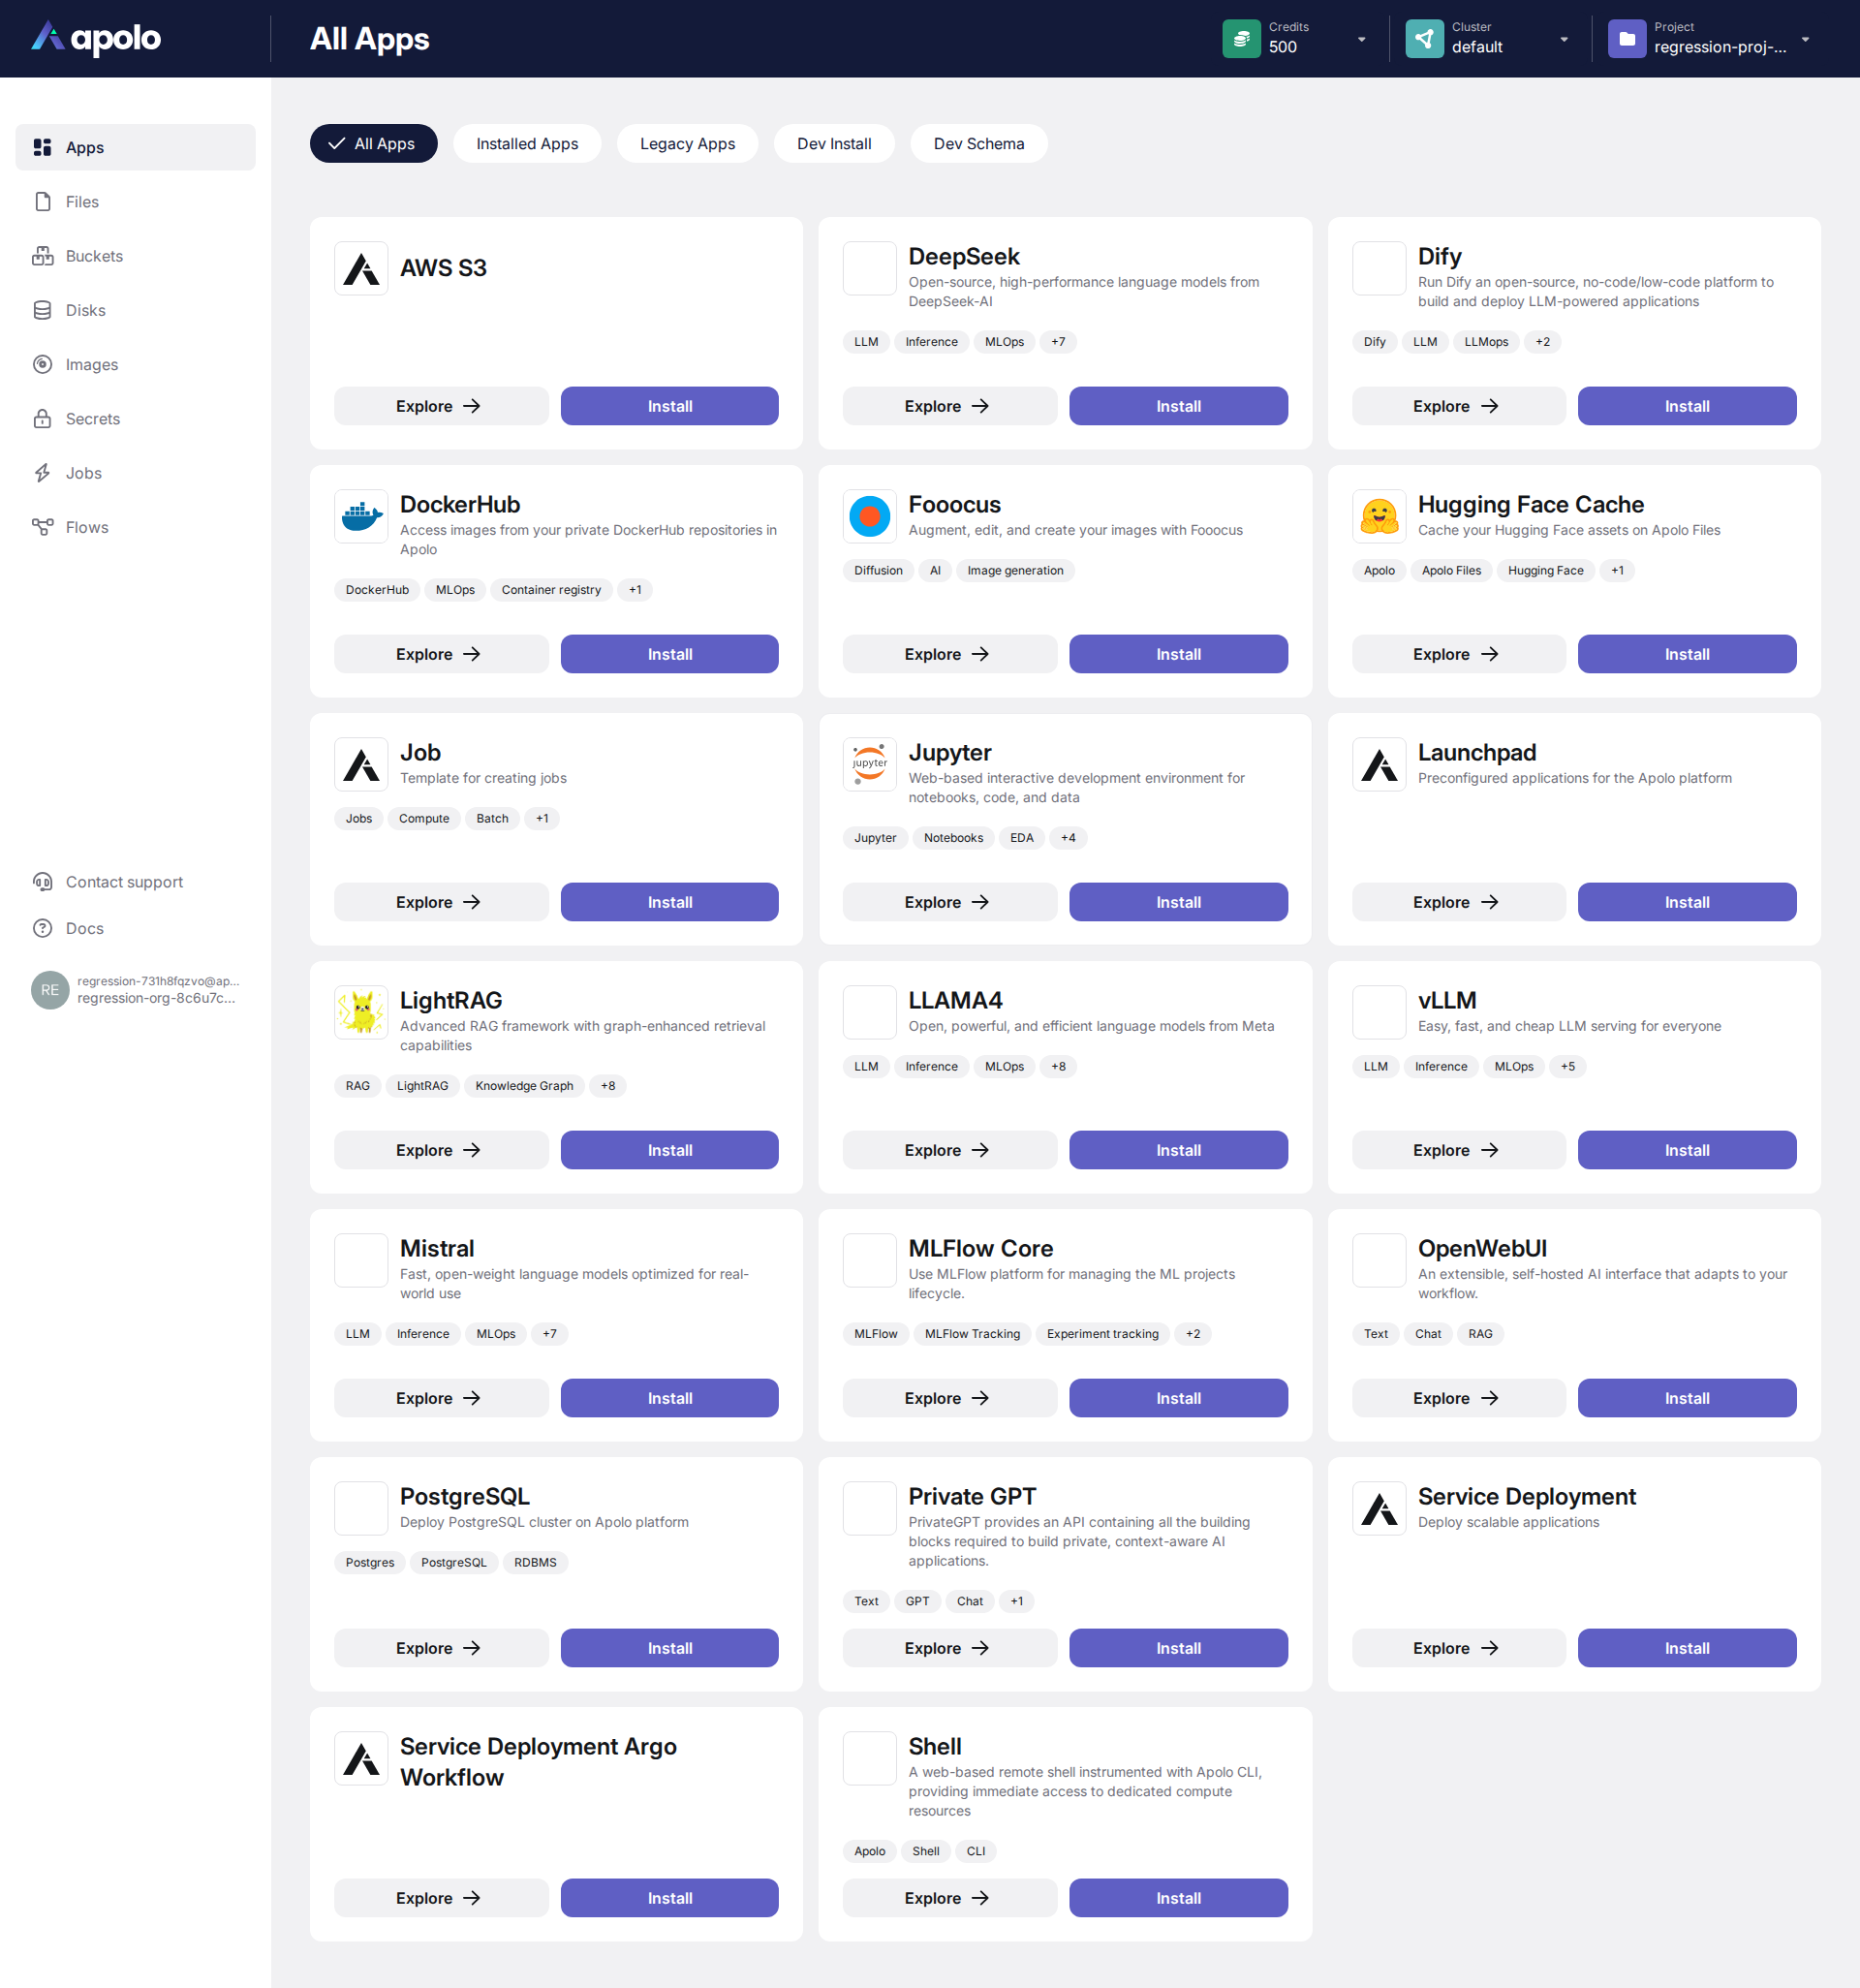 apolo
All Apps
Credits
500
Cluster
default
Project
regression-proj-...
Apps
Files
Buckets
Disks
Images
Secrets
Jobs
Flows
Contact support
Docs
RE
regression-731h8fqzvo@ap...
regression-org-8c6u7c...
All Apps
Installed Apps
Legacy Apps
Dev Install
Dev Schema
AWS S3
Explore
Install
DeepSeek
Open-source, high-performance language models from
DeepSeek-AI
LLM
Inference
MLOps
+7
Explore
Install
Dify
Run Dify an open-source, no-code/low-code platform to
build and deploy LLM-powered applications
Dify
LLM
LLMops
+2
Explore
Install
DockerHub
Access images from your private DockerHub repositories in
Apolo
DockerHub
MLOps
Container registry
+1
Explore
Install
Fooocus
Augment, edit, and create your images with Fooocus
Diffusion
AI
Image generation
Explore
Install
Hugging Face Cache
Cache your Hugging Face assets on Apolo Files
Apolo
Apolo Files
Hugging Face
+1
Explore
Install
Job
Template for creating jobs
Jobs
Compute
Batch
+1
Explore
Install
jupyter
Jupyter
Web-based interactive development environment for
notebooks, code, and data
Jupyter
Notebooks
EDA
+4
Explore
Install
Launchpad
Preconfigured applications for the Apolo platform
Explore
Install
LightRAG
Advanced RAG framework with graph-enhanced retrieval
capabilities
RAG
LightRAG
Knowledge Graph
+8
Explore
Install
LLAMA4
Open, powerful, and efficient language models from Meta
LLM
Inference
MLOps
+8
Explore
Install
vLLM
Easy, fast, and cheap LLM serving for everyone
LLM
Inference
MLOps
+5
Explore
Install
Mistral
Fast, open-weight language models optimized for real-
world use
LLM
Inference
MLOps
+7
Explore
Install
MLFlow Core
Use MLFlow platform for managing the ML projects
lifecycle.
MLFlow
MLFlow Tracking
Experiment tracking
+2
Explore
Install
OpenWebUI
An extensible, self-hosted AI interface that adapts to your
workflow.
Text
Chat
RAG
Explore
Install
PostgreSQL
Deploy PostgreSQL cluster on Apolo platform
Postgres
PostgreSQL
RDBMS
Explore
Install
Private GPT
PrivateGPT provides an API containing all the building
blocks required to build private, context-aware AI
applications.
Text
GPT
Chat
+1
Explore
Install
Service Deployment
Deploy scalable applications
Explore
Install
Service Deployment Argo
Workflow
Explore
Install
Shell
A web-based remote shell instrumented with Apolo CLI,
providing immediate access to dedicated compute
resources
Apolo
Shell
CLI
Explore
Install